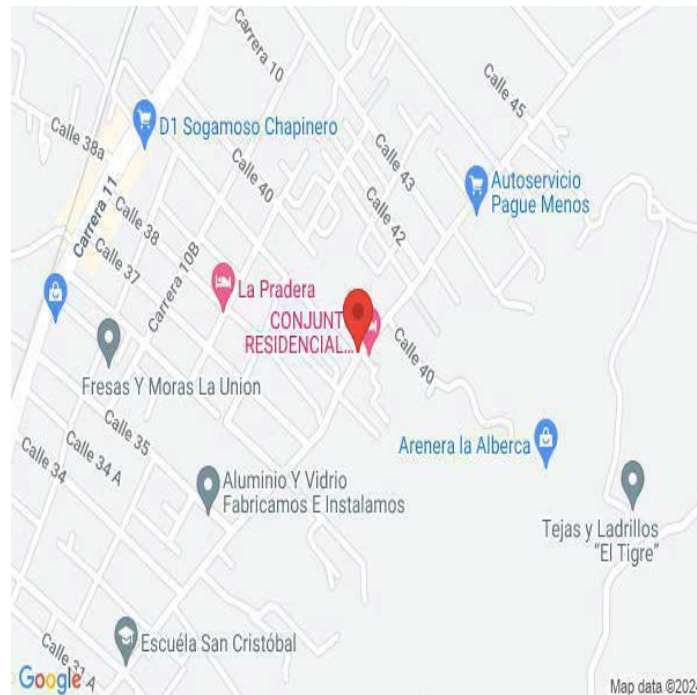 Carrera 10
Calle 45
D1 Sogamoso Chapinero
Calle 38a
Calle 40
Calle 43
Autoservicio
Pague Menos
Carrera 11
Calle 38
Calle 42
Calle 37
Carrera 10B
La Pradera
CONJUNT
RESIDENCIAL...
Calle 40
Fresas Y Moras La Union
Calle 35
Arenera la Alberca
Calle 34 A
Calle 34
Aluminio Y Vidrio
Fabricamos E Instalamos
Tejas y Ladrillos
"El Tigre"
Escuéla San Cristóbal
Calle 31 A
Google
Map data ©202